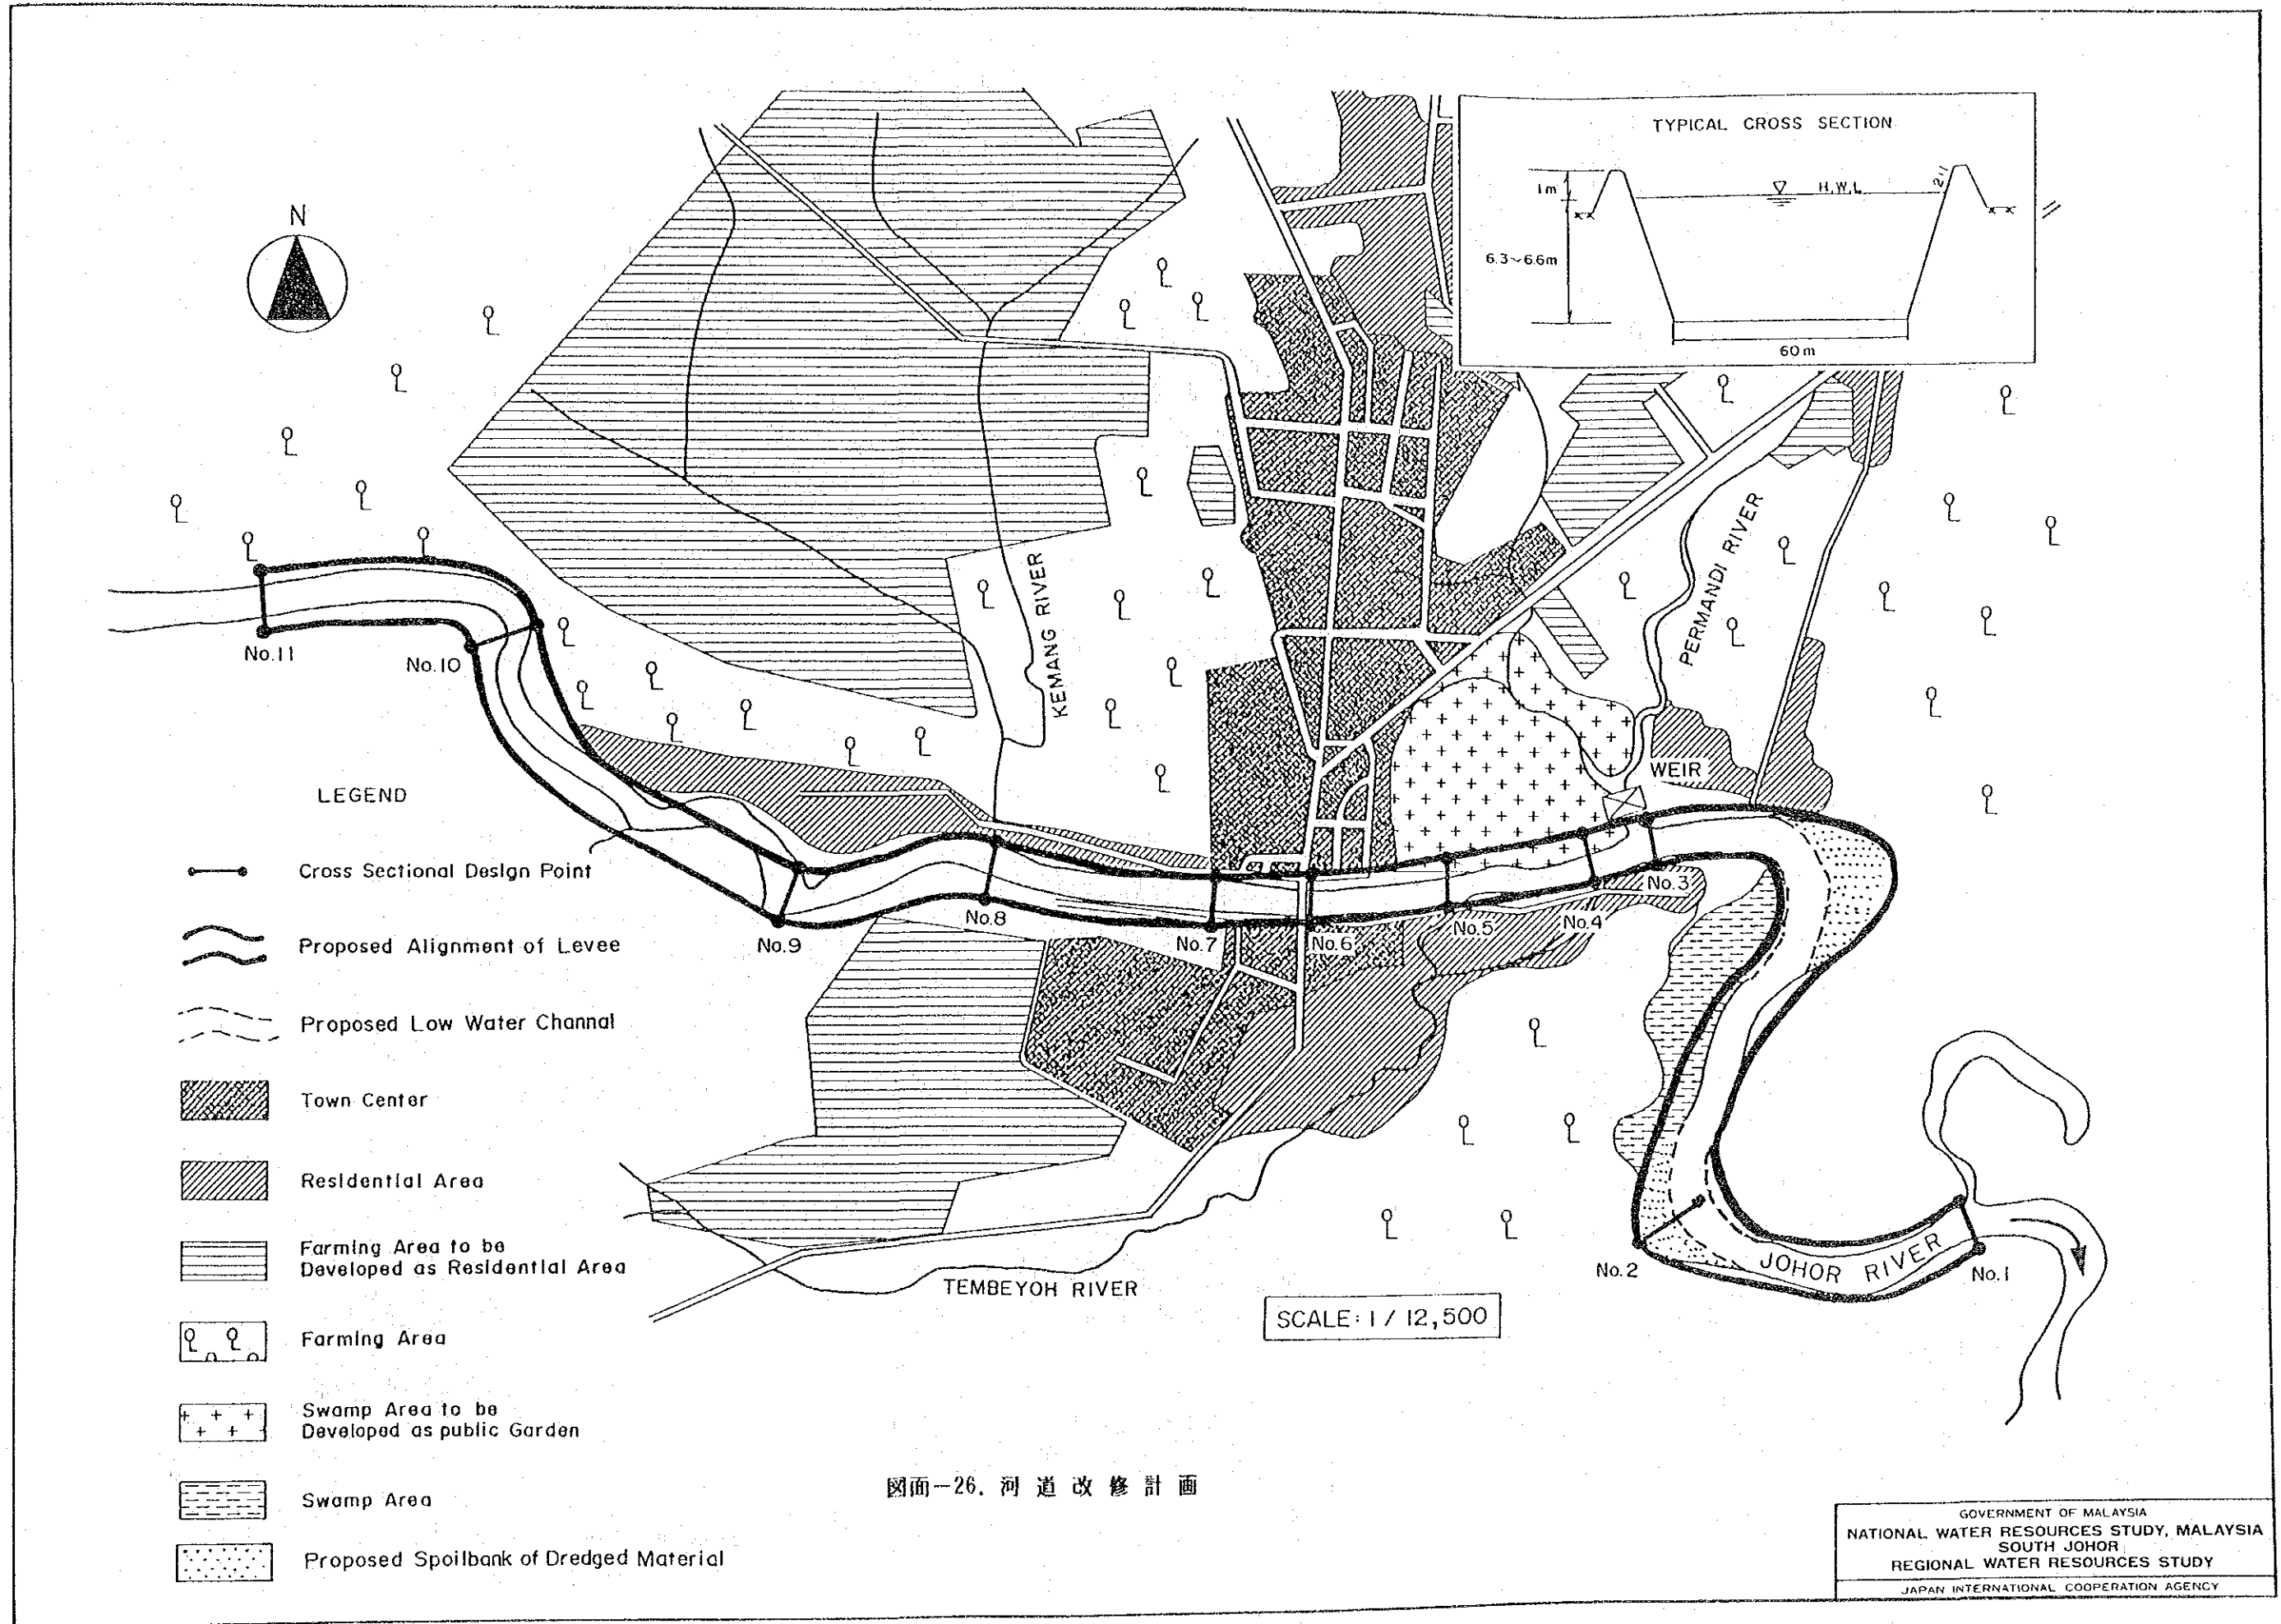 TYPICAL CROSS SECTION
1m
H.W.L
2:1
6.3~6.6m
60m
N
KEMANG RIVER
PERMANDI RIVER
WEIR
No.11
No.10
No.9
No.8
No.7
No.6
No.5
No.4
No.3
No.2
No.1
JOHOR RIVER
TEMBEYOH RIVER
SCALE: 1 / 12,500
LEGEND
Cross Sectional Design Point
Proposed Alignment of Levee
Proposed Low Water Channal
Town Center
Residential Area
Farming Area to be
Developed as Residential Area
Farming Area
Swamp Area to be
Developed as public Garden
Swamp Area
Proposed Spoilbank of Dredged Material
図面－26. 河道改修計画
GOVERNMENT OF MALAYSIA
NATIONAL WATER RESOURCES STUDY, MALAYSIA
SOUTH JOHOR
REGIONAL WATER RESOURCES STUDY
JAPAN INTERNATIONAL COOPERATION AGENCY